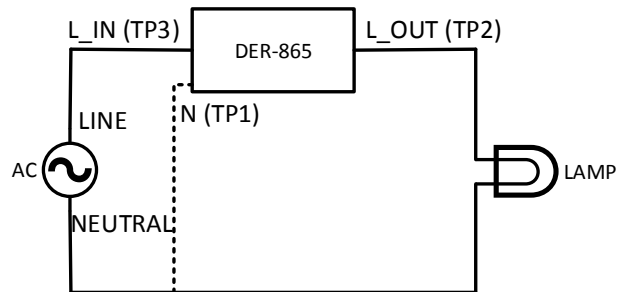 L_IN (TP3)
DER-865
L_OUT (TP2)
N (TP1)
LINE
AC
LAMP
NEUTRAL